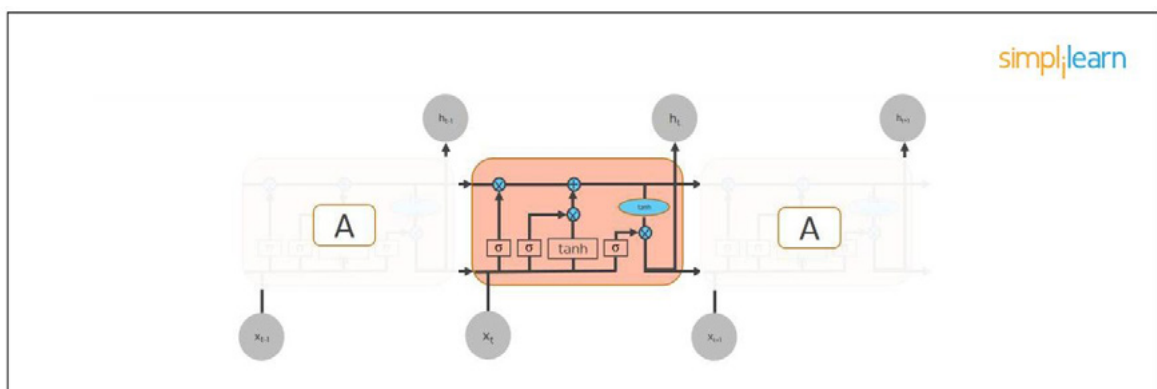 simplilearn
hₜ₋₁
hₜ
hₜ₊₁
x
+
tanh
A
x
x
A
σ
σ
tanh
σ
xₜ₋₁
xₜ
xₜ₊₁